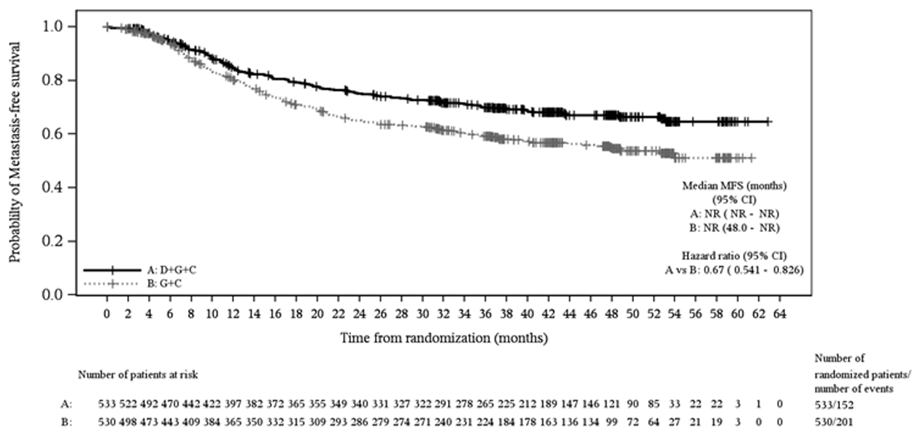 1.0
0.8
0.6
0.4
0.2
0.0
Probability of Metastasis-free survival
Median MFS (months)
(95% CI)
A: NR ( NR - NR)
B: NR (48.0 - NR)
Hazard ratio (95% CI)
A vs B: 0.67 ( 0.541 - 0.826)
A: D+G+C
B: G+C
0 2 4 6 8 10 12 14 16 18 20 22 24 26 28 30 32 34 36 38 40 42 44 46 48 50 52 54 56 58 60 62 64
Time from randomization (months)
Number of patients at risk
Number of
randomized patients/
number of events
A: 533 522 492 470 442 422 397 382 372 365 355 349 340 331 327 322 291 278 265 225 212 189 147 146 121 90 85 33 22 22 3 1 0 533/152
B: 530 498 473 443 409 384 365 350 332 315 309 293 286 279 274 271 240 231 224 184 178 163 136 134 99 72 64 27 21 19 3 0 0 530/201